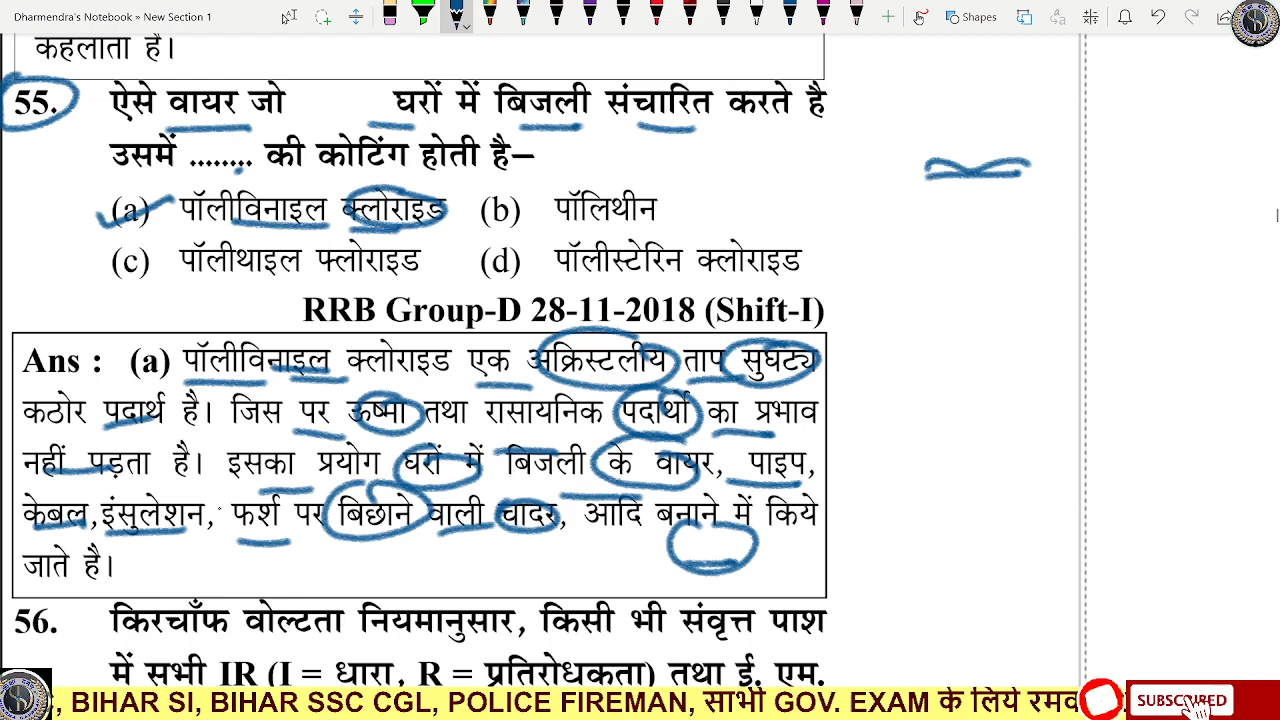 Dharmendra's Notebook » New Section 1
Shapes
कहलाता है।
55. ऐसे वायर जो घरों में बिजली संचारित करते है
उसमें ........ की कोटिंग होती है–
(a) पॉलीविनाइल क्लोराइड (b) पॉलिथीन
(c) पॉलीथाइल फ्लोराइड (d) पॉलीस्टेरिन क्लोराइड
RRB Group-D 28-11-2018 (Shift-I)
Ans : (a) पॉलीविनाइल क्लोराइड एक अक्रिस्टलीय ताप सुघट्य
कठोर पदार्थ है। जिस पर ऊष्मा तथा रासायनिक पदार्थो का प्रभाव
नहीं पड़ता है। इसका प्रयोग घरों में बिजली के वायर, पाइप,
केबल,इंसुलेशन, फर्श पर बिछाने वाली चादर, आदि बनाने में किये
जाते है।
56. किरचॉंफ वोल्टता नियमानुसार, किसी भी संवृत्त पाश
में सभी IR (I = धारा, R = प्रतिरोधकता) तथा ई. एम.
, BIHAR SI, BIHAR SSC CGL, POLICE FIREMAN, साभी GOV. EXAM के लिये रमव
SUBSCRIBED